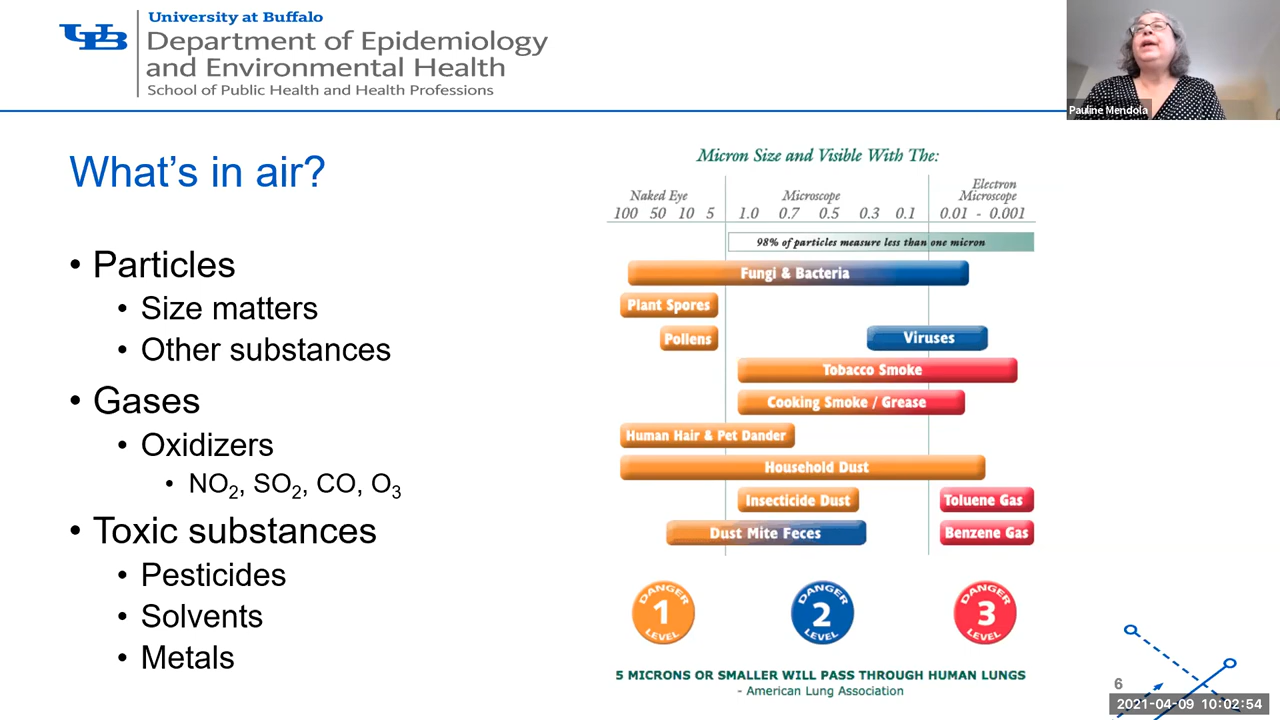 University at Buffalo
Department of Epidemiology
and Environmental Health
School of Public Health and Health Professions
Pauline Mendola
What's in air?
• Particles
• Size matters
• Other substances
• Gases
• Oxidizers
• NO₂, SO₂, CO, O₃
• Toxic substances
• Pesticides
• Solvents
• Metals
Micron Size and Visible With The:
Naked Eye
Microscope
Electron
Microscope
100 50 10 5 1.0 0.7 0.5 0.3 0.1 0.01 - 0.001
98% of particles measure less than one micron
Fungi & Bacteria
Plant Spores
Pollens
Viruses
Tobacco Smoke
Cooking Smoke / Grease
Human Hair & Pet Dander
Household Dust
Insecticide Dust
Toluene Gas
Dust Mite Feces
Benzene Gas
DANGER
1
LEVEL
DANGER
2
LEVEL
DANGER
3
LEVEL
5 MICRONS OR SMALLER WILL PASS THROUGH HUMAN LUNGS
- American Lung Association
6
2021-04-09 10:02:54